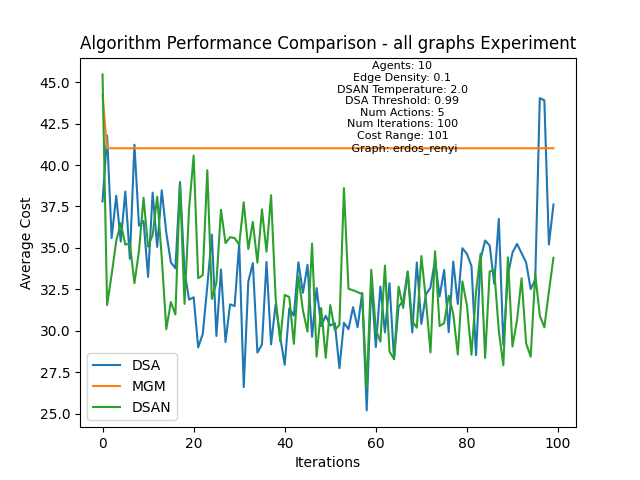 Algorithm Performance Comparison - all graphs Experiment
Agents: 10
Edge Density: 0.1
DSAN Temperature: 2.0
DSA Threshold: 0.99
Num Actions: 5
Num Iterations: 100
Cost Range: 101
Graph: erdos_renyi
Average Cost
45.0
42.5
40.0
37.5
35.0
32.5
30.0
27.5
25.0
DSA
MGM
DSAN
0 20 40 60 80 100
Iterations